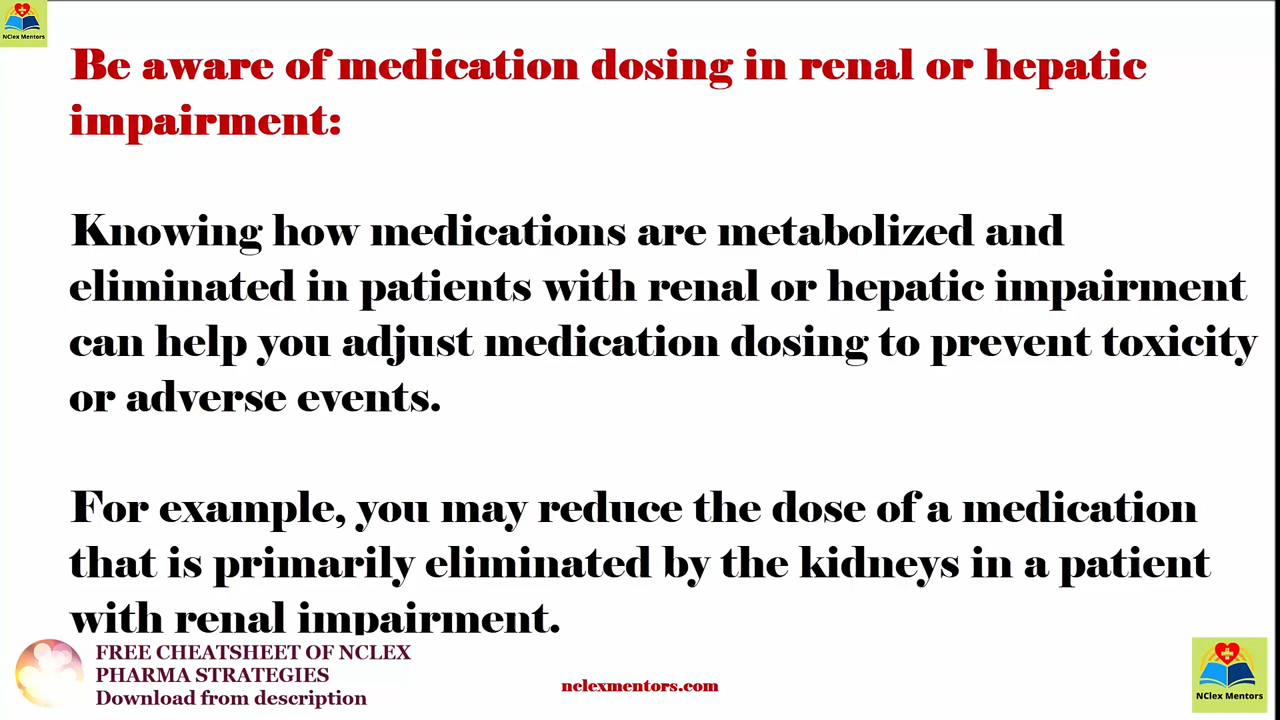 NClex Mentors
Be aware of medication dosing in renal or hepatic
impairment:
Knowing how medications are metabolized and
eliminated in patients with renal or hepatic impairment
can help you adjust medication dosing to prevent toxicity
or adverse events.
For example, you may reduce the dose of a medication
that is primarily eliminated by the kidneys in a patient
with renal impairment.
FREE CHEATSHEET OF NCLEX
PHARMA STRATEGIES
Download from description
nclexmentors.com
NClex Mentors